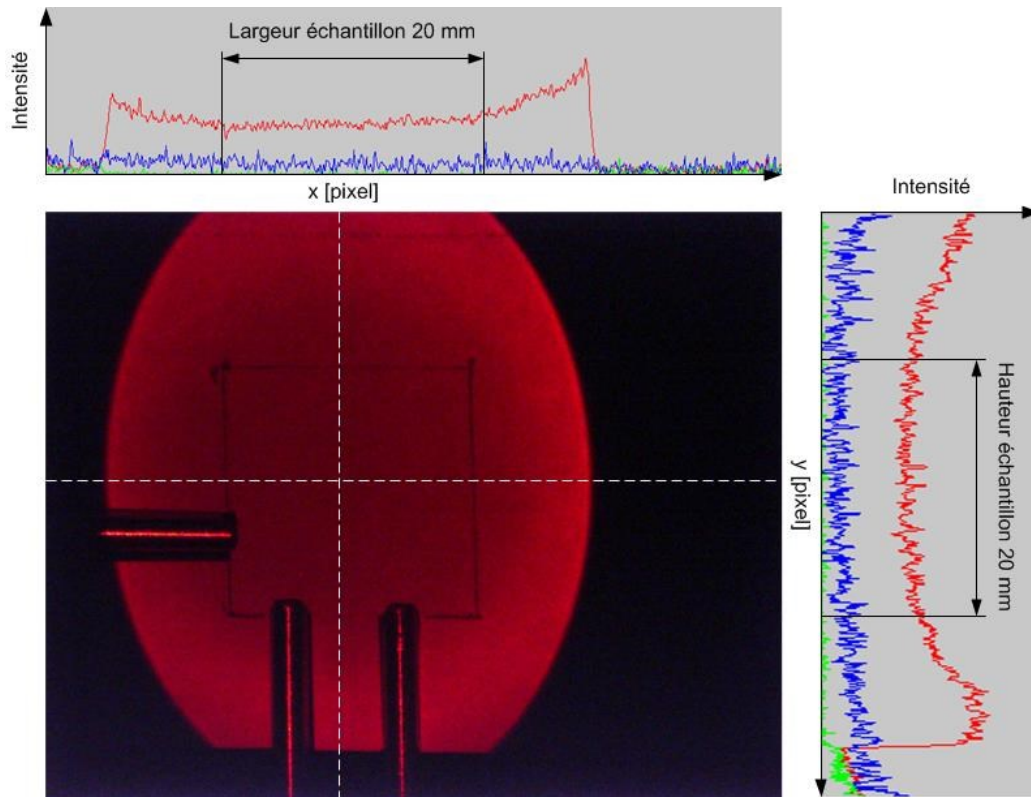 Largeur échantillon 20 mm
Intensité
x [pixel]
Intensité
y [pixel]
Hauteur échantillon 20 mm